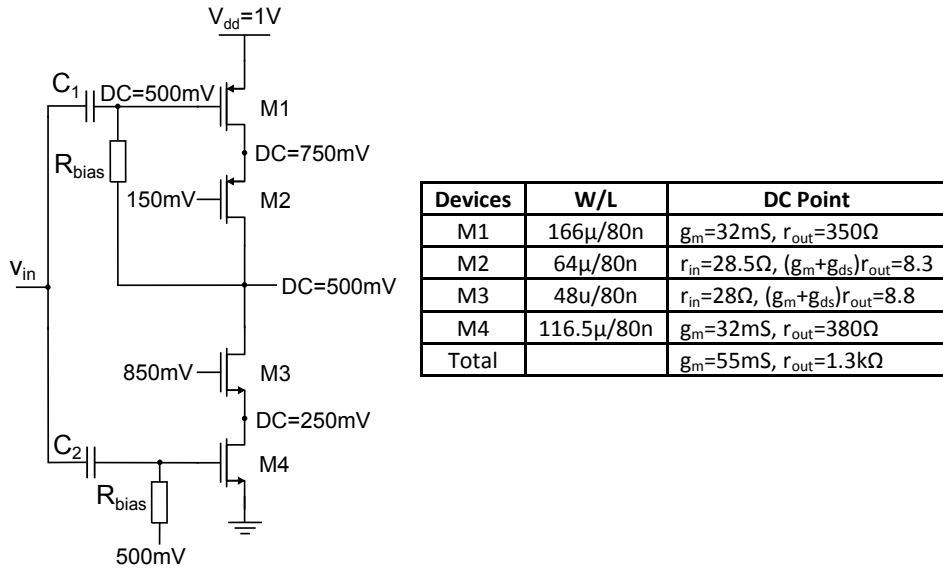 V_dd=1V
C_1
DC=500mV
M1
R_bias
DC=750mV
150mV
M2
v_in
DC=500mV
850mV
M3
DC=250mV
C_2
M4
R_bias
500mV
Devices W/L DC Point
M1 166μ/80n g_m=32mS, r_out=350Ω
M2 64μ/80n r_in=28.5Ω, (g_m+g_ds)r_out=8.3
M3 48u/80n r_in=28Ω, (g_m+g_ds)r_out=8.8
M4 116.5μ/80n g_m=32mS, r_out=380Ω
Total g_m=55mS, r_out=1.3kΩ